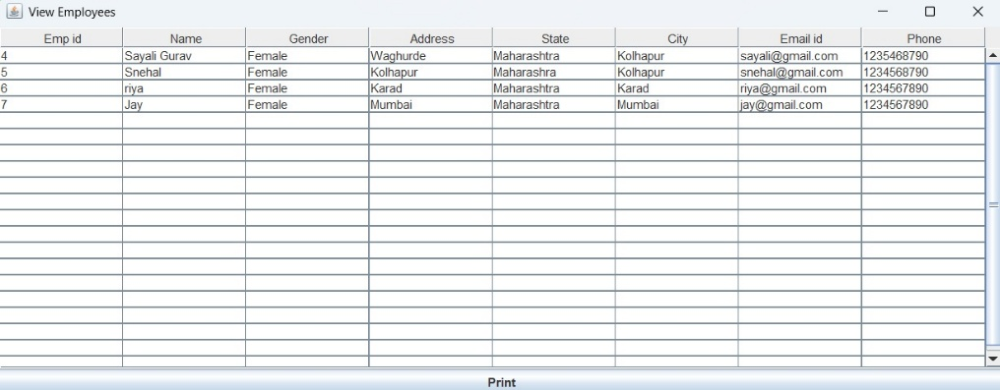 View Employees
Emp id Name Gender Address State City Email id Phone
4 Sayali Gurav Female Waghurde Maharashtra Kolhapur sayali@gmail.com 1235468790
5 Snehal Female Kolhapur Maharashra Kolhapur snehal@gmail.com 1234568790
6 riya Female Karad Maharashtra Karad riya@gmail.com 1234567890
7 Jay Female Mumbai Maharashtra Mumbai jay@gmail.com 1234567890
Print